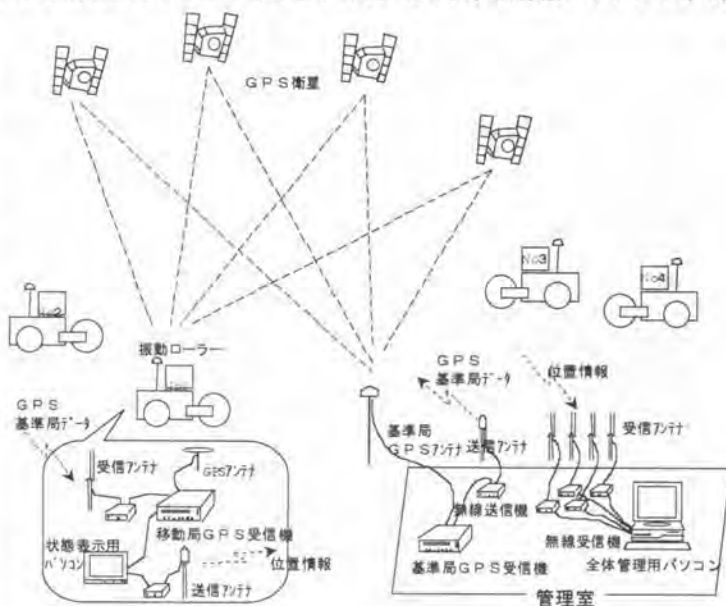 GPS衛星
No3
No4
No2
振動ローラー
GPS
基準局データ
位置情報
GPS
基準局データ
基準局
GPSアンテナ
送信アンテナ
受信アンテナ
受信アンテナ
GPSアンテナ
移動局GPS受信機
無線送信機
無線受信機
状態表示用
パソコン
位置情報
送信アンテナ
基準局GPS受信機
全体管理用パソコン
管理室